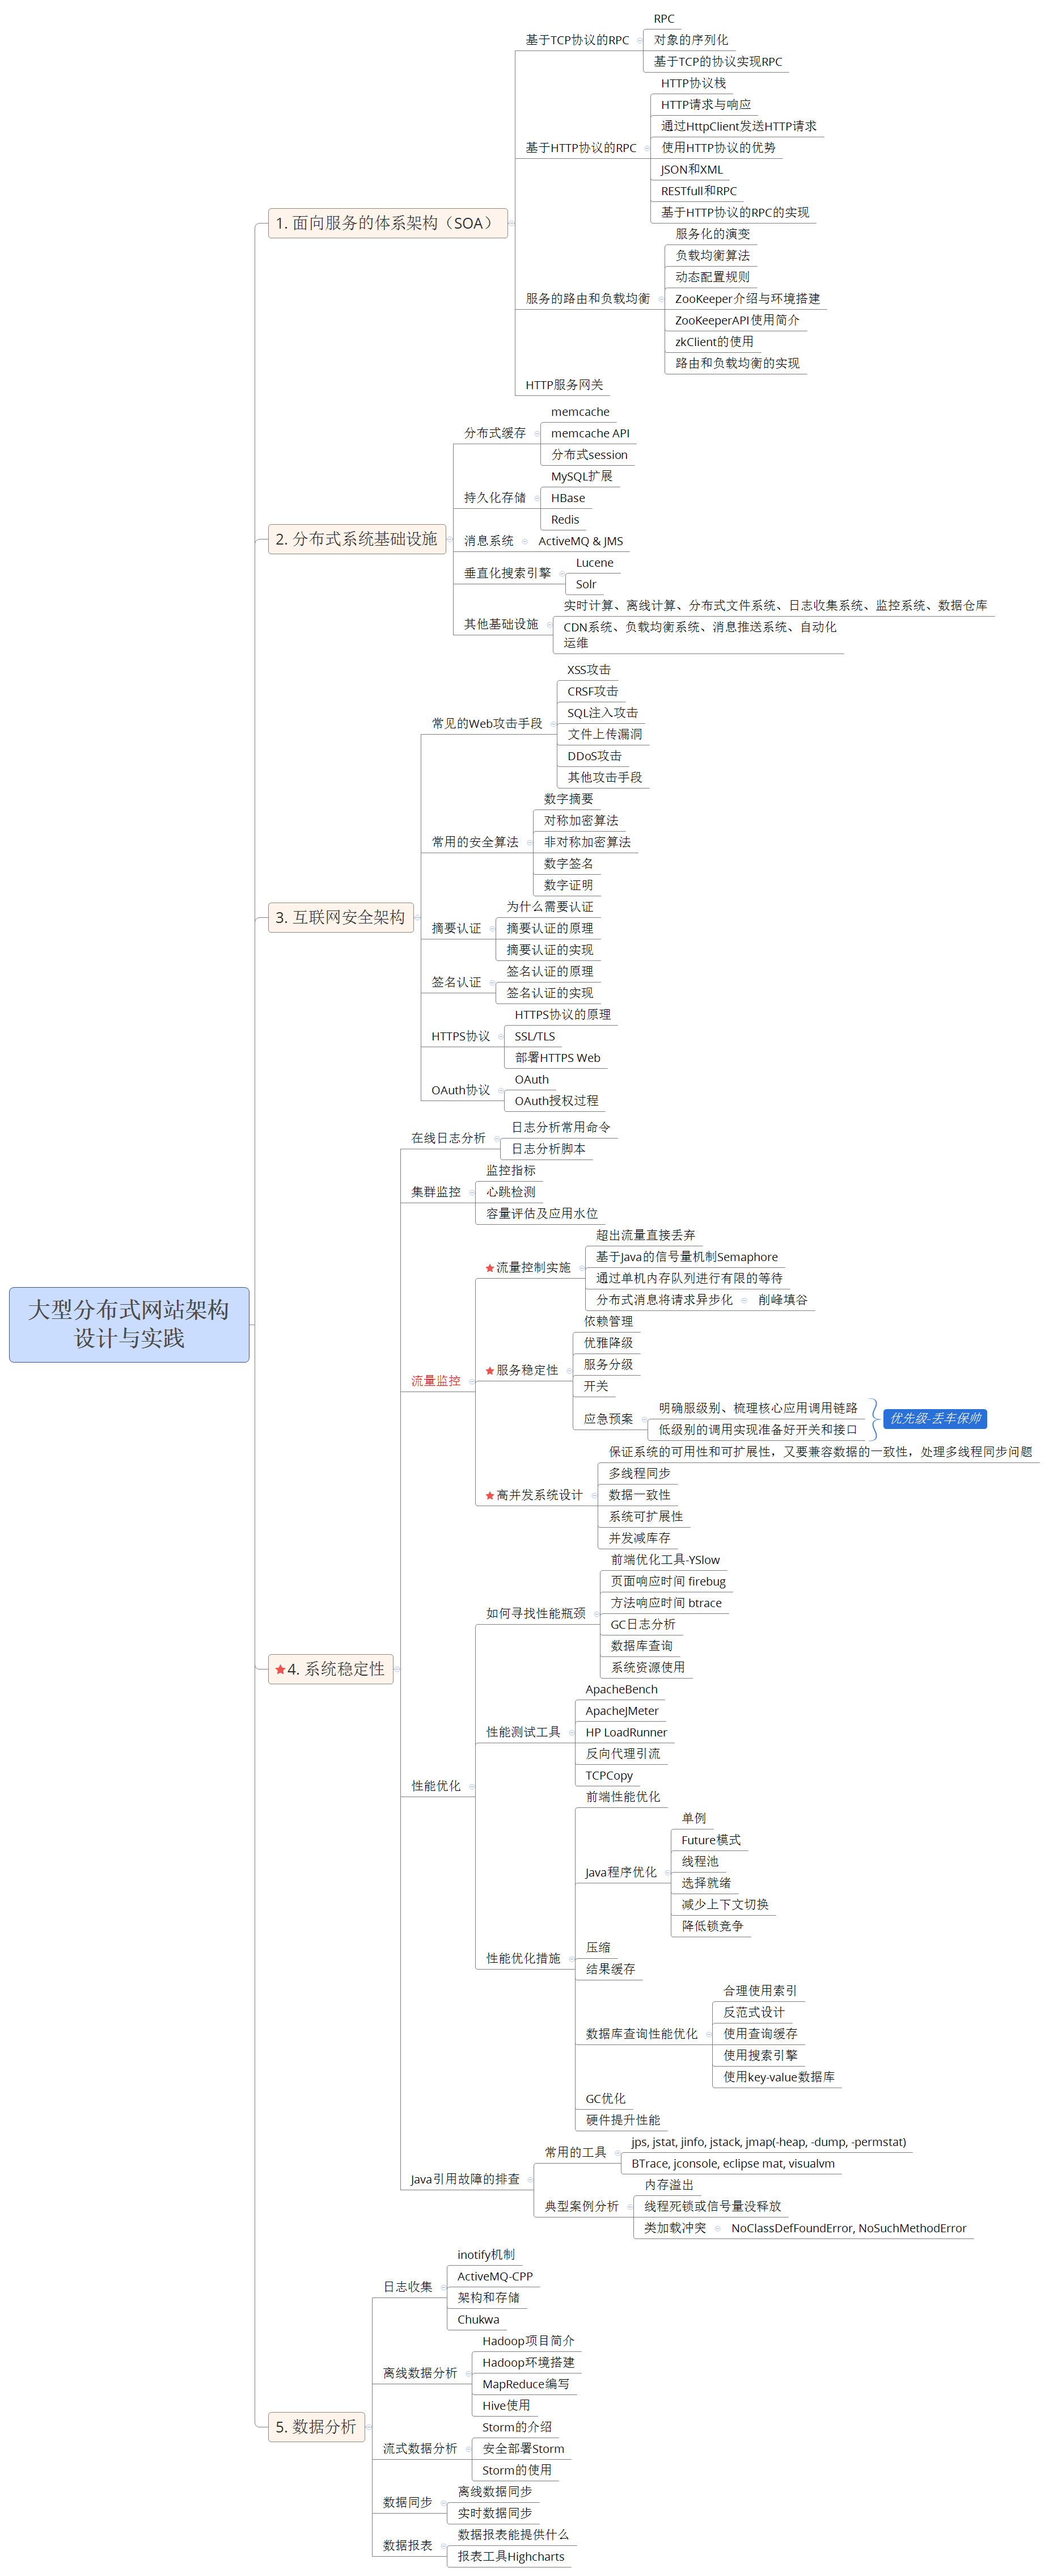 大型分布式网站架构
设计与实践
1. 面向服务的体系架构（SOA）
基于TCP协议的RPC
RPC
对象的序列化
基于TCP的协议实现RPC
基于HTTP协议的RPC
HTTP协议栈
HTTP请求与响应
通过HttpClient发送HTTP请求
使用HTTP协议的优势
JSON和XML
RESTfull和RPC
基于HTTP协议的RPC的实现
服务的路由和负载均衡
服务化的演变
负载均衡算法
动态配置规则
ZooKeeper介绍与环境搭建
ZooKeeperAPI使用简介
zkClient的使用
路由和负载均衡的实现
HTTP服务网关
2. 分布式系统基础设施
分布式缓存
memcache
memcache API
分布式session
持久化存储
MySQL扩展
HBase
Redis
消息系统
ActiveMQ & JMS
垂直化搜索引擎
Lucene
Solr
其他基础设施
实时计算、离线计算、分布式文件系统、日志收集系统、监控系统、数据仓库
CDN系统、负载均衡系统、消息推送系统、自动化
运维
3. 互联网安全架构
常见的Web攻击手段
XSS攻击
CRSF攻击
SQL注入攻击
文件上传漏洞
DDoS攻击
其他攻击手段
常用的安全算法
数字摘要
对称加密算法
非对称加密算法
数字签名
数字证明
摘要认证
为什么需要认证
摘要认证的原理
摘要认证的实现
签名认证
签名认证的原理
签名认证的实现
HTTPS协议
HTTPS协议的原理
SSL/TLS
部署HTTPS Web
OAuth协议
OAuth
OAuth授权过程
4. 系统稳定性
在线日志分析
日志分析常用命令
日志分析脚本
集群监控
监控指标
心跳检测
容量评估及应用水位
流量监控
流量控制实施
超出流量直接丢弃
基于Java的信号量机制Semaphore
通过单机内存队列进行有限的等待
分布式消息将请求异步化
削峰填谷
服务稳定性
依赖管理
优雅降级
服务分级
开关
应急预案
明确服级别、梳理核心应用调用链路
低级别的调用实现准备好开关和接口
优先级-丢车保帅
高并发系统设计
保证系统的可用性和可扩展性，又要兼容数据的一致性，处理多线程同步问题
多线程同步
数据一致性
系统可扩展性
并发减库存
性能优化
如何寻找性能瓶颈
前端优化工具-YSlow
页面响应时间 firebug
方法响应时间 btrace
GC日志分析
数据库查询
系统资源使用
性能测试工具
ApacheBench
ApacheJMeter
HP LoadRunner
反向代理引流
TCPCopy
性能优化措施
前端性能优化
Java程序优化
单例
Future模式
线程池
选择就绪
减少上下文切换
降低锁竞争
压缩
结果缓存
数据库查询性能优化
合理使用索引
反范式设计
使用查询缓存
使用搜索引擎
使用key-value数据库
GC优化
硬件提升性能
Java引用故障的排查
常用的工具
jps, jstat, jinfo, jstack, jmap(-heap, -dump, -permstat)
BTrace, jconsole, eclipse mat, visualvm
典型案例分析
内存溢出
线程死锁或信号量没释放
类加载冲突
NoClassDefFoundError, NoSuchMethodError
5. 数据分析
日志收集
inotify机制
ActiveMQ-CPP
架构和存储
Chukwa
离线数据分析
Hadoop项目简介
Hadoop环境搭建
MapReduce编写
Hive使用
流式数据分析
Storm的介绍
安全部署Storm
Storm的使用
数据同步
离线数据同步
实时数据同步
数据报表
数据报表能提供什么
报表工具Highcharts